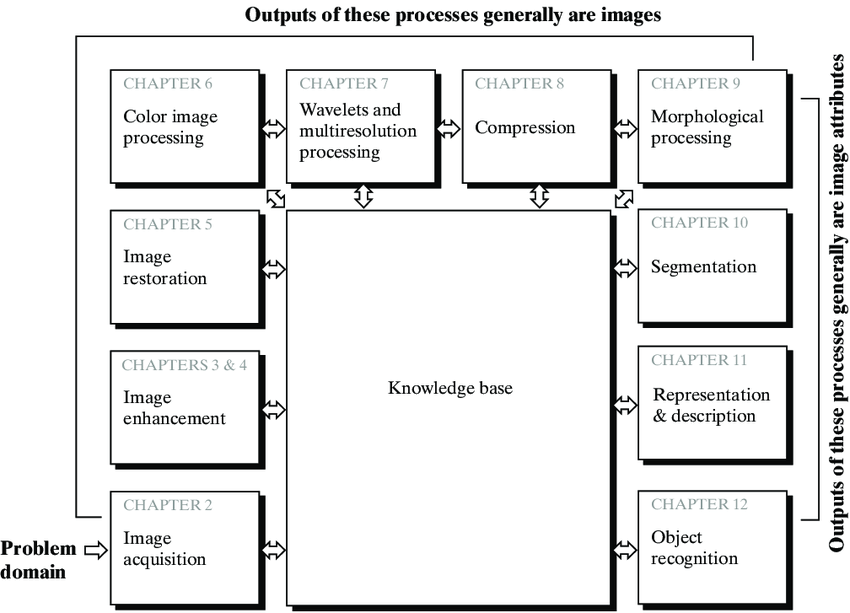 Outputs of these processes generally are images
CHAPTER 6
Color image
processing
CHAPTER 7
Wavelets and
multiresolution
processing
CHAPTER 8
Compression
CHAPTER 9
Morphological
processing
CHAPTER 5
Image
restoration
CHAPTERS 3 & 4
Image
enhancement
CHAPTER 2
Image
acquisition
Problem
domain
Knowledge base
CHAPTER 10
Segmentation
CHAPTER 11
Representation
& description
CHAPTER 12
Object
recognition
Outputs of these processes generally are image attributes